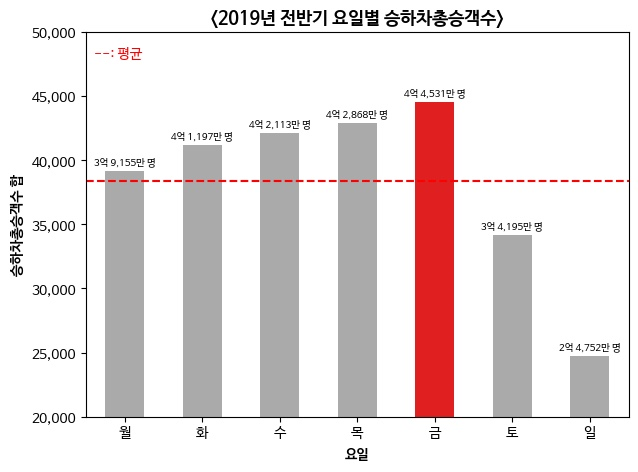 <2019년 전반기 요일별 승하차총승객수>
--: 평균
승하차총승객수 합
50,000
45,000
40,000
35,000
30,000
25,000
20,000
3억 9,155만 명
4억 1,197만 명
4억 2,113만 명
4억 2,868만 명
4억 4,531만 명
3억 4,195만 명
2억 4,752만 명
월 화 수 목 금 토 일
요일